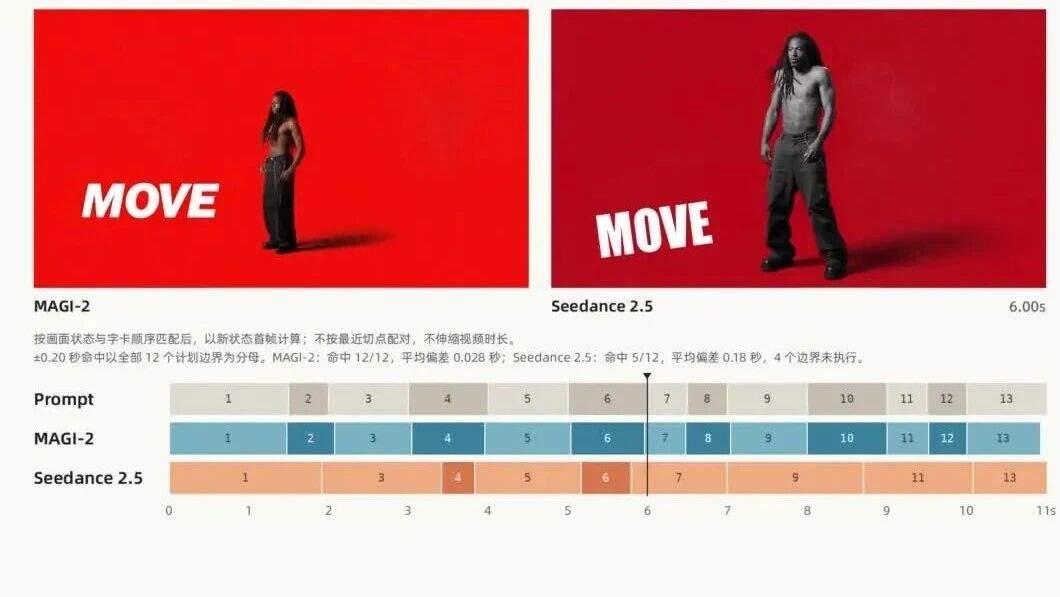 MOVE
MOVE
MAGI-2
Seedance 2.5
6.00s
按画面状态与字卡顺序匹配后，以新状态首帧计算；不按最近切点配对，不伸缩视频时长。
±0.20 秒命中以全部 12 个计划边界为分母。MAGI-2：命中 12/12，平均偏差 0.028 秒；Seedance 2.5：命中 5/12，平均偏差 0.18 秒，4 个边界未执行。
Prompt 1 2 3 4 5 6 7 8 9 10 11 12 13
MAGI-2 1 2 3 4 5 6 7 8 9 10 11 12 13
Seedance 2.5 1 3 4 5 6 7 9 11 13
0 1 2 3 4 5 6 7 8 9 10 11s